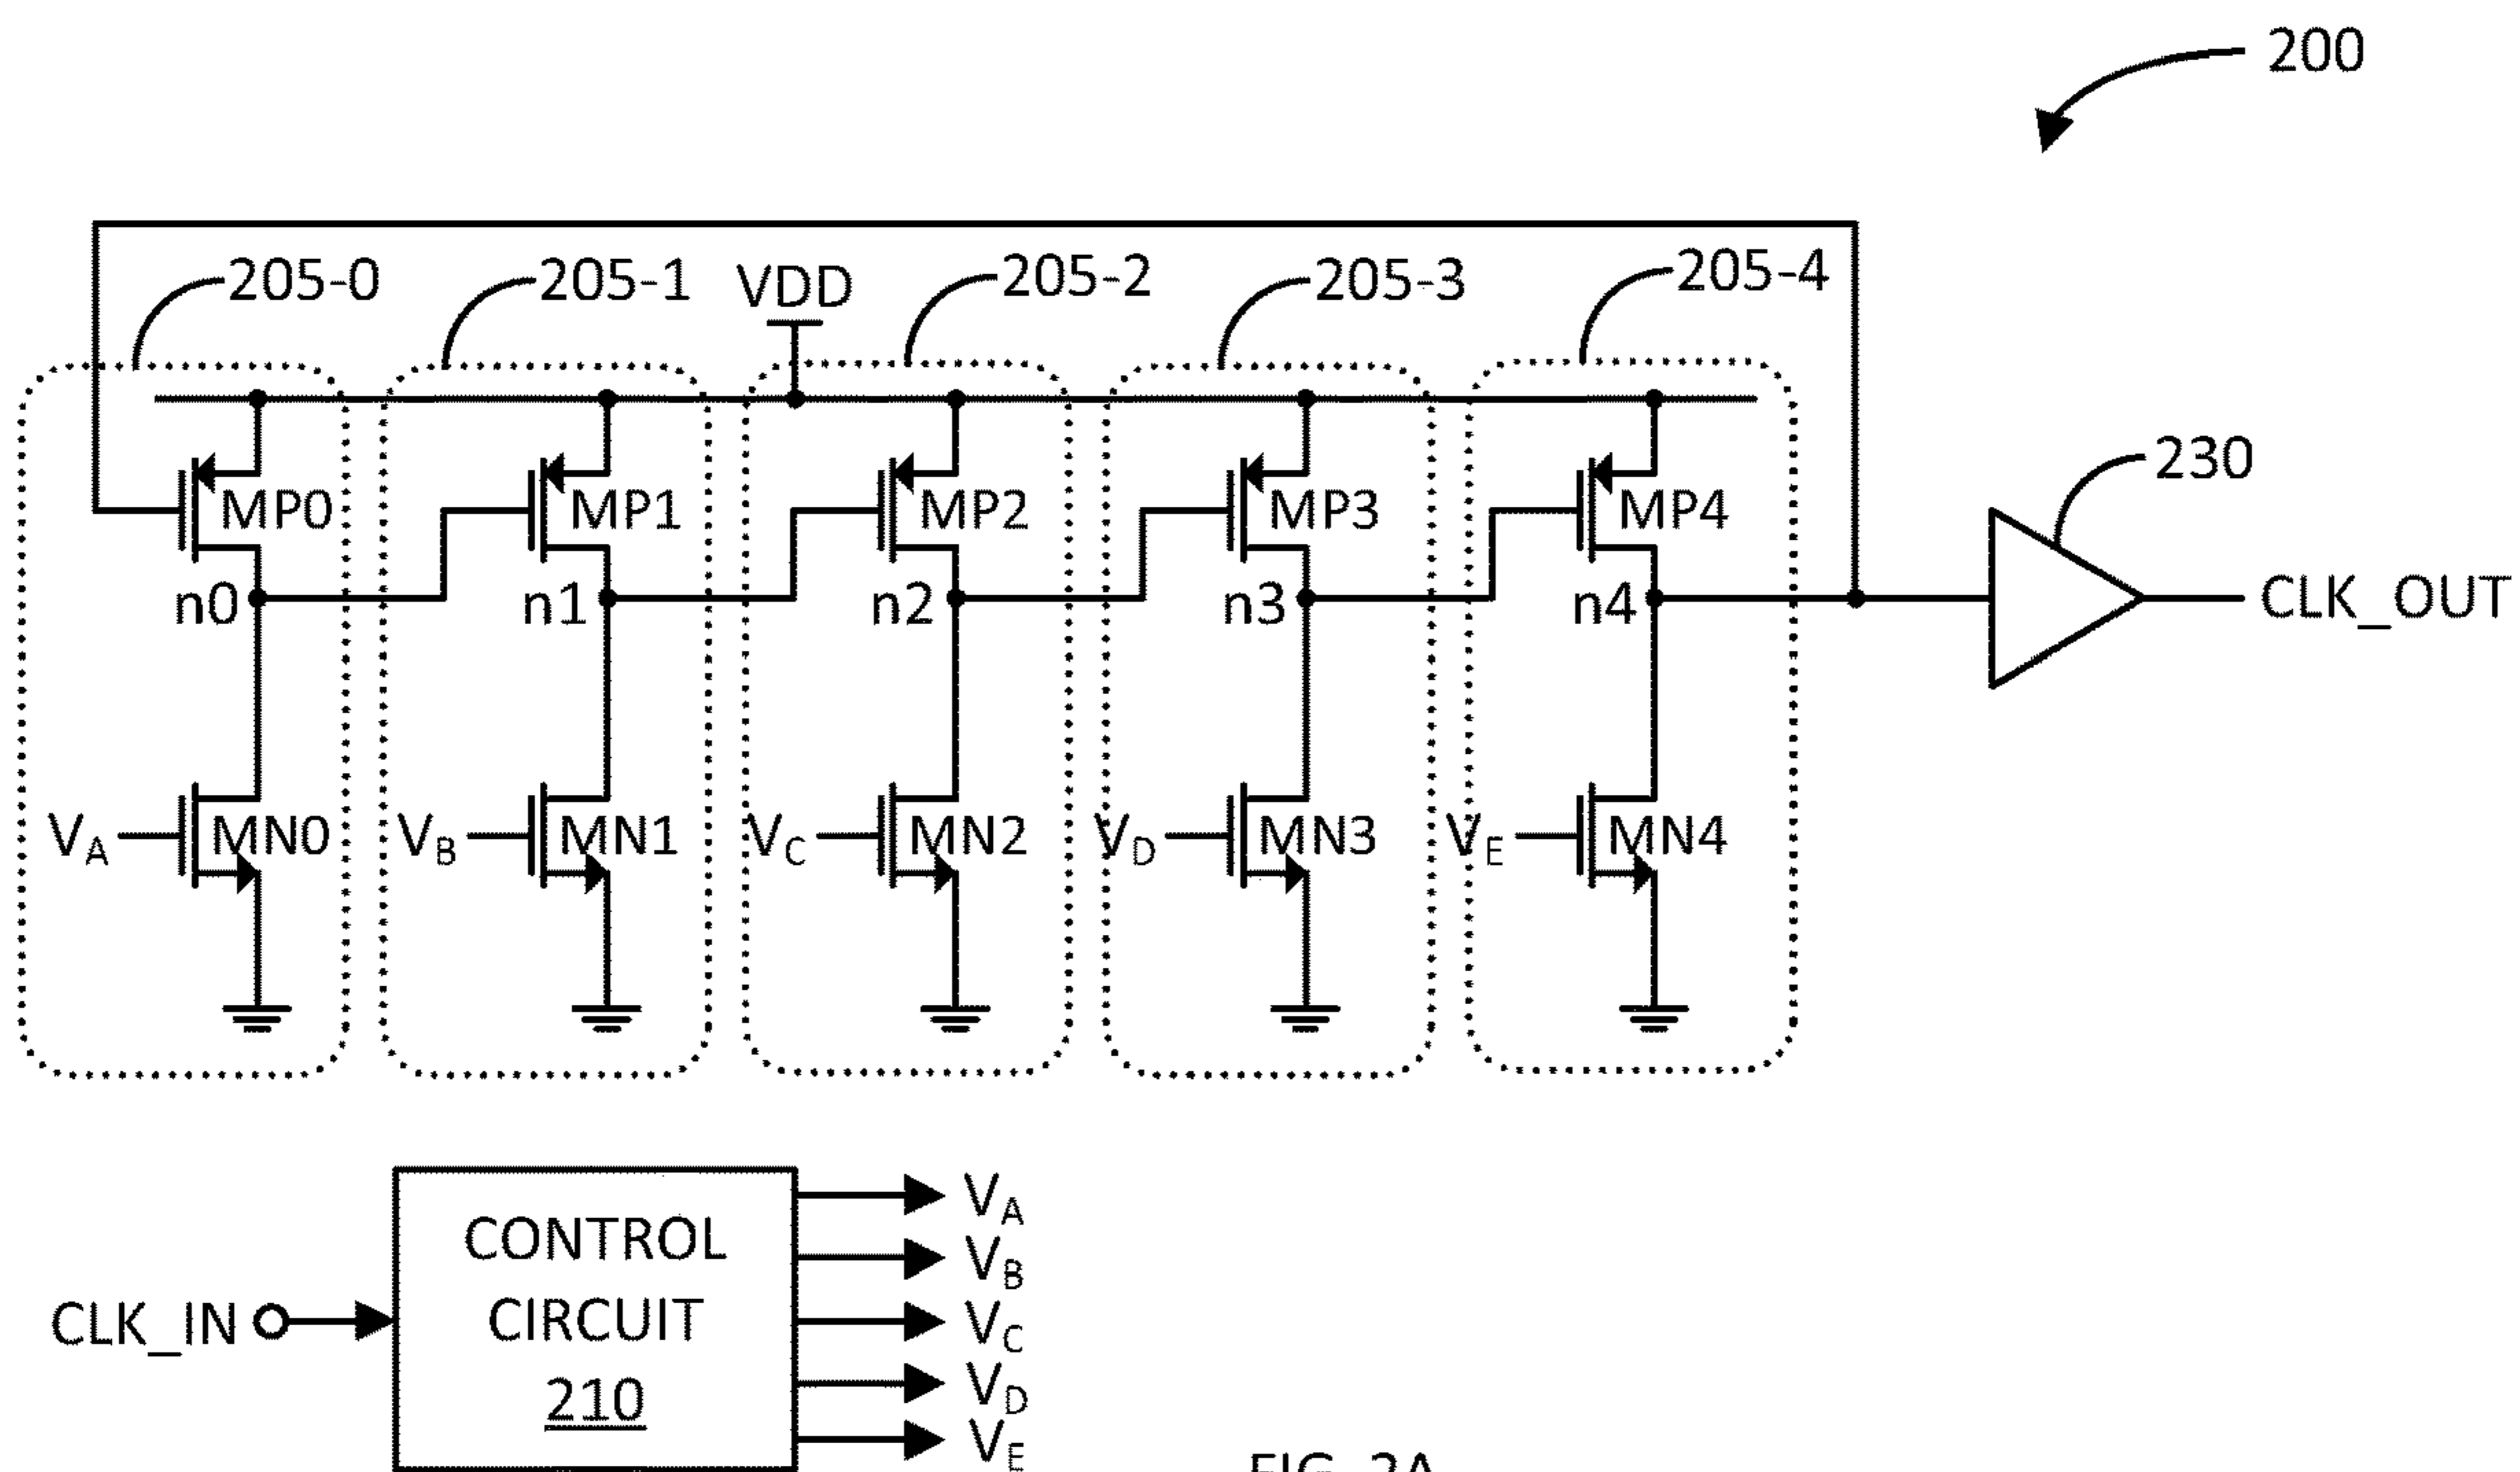 200
205-0
205-1
VDD
205-2
205-3
205-4
230
MP0
MP1
MP2
MP3
MP4
n0
n1
n2
n3
n4
CLK_OUT
VA
MN0
VB
MN1
VC
MN2
VD
MN3
VE
MN4
CLK_IN
CONTROL
CIRCUIT
210
VA
VB
VC
VD
VE
FIG. 2A